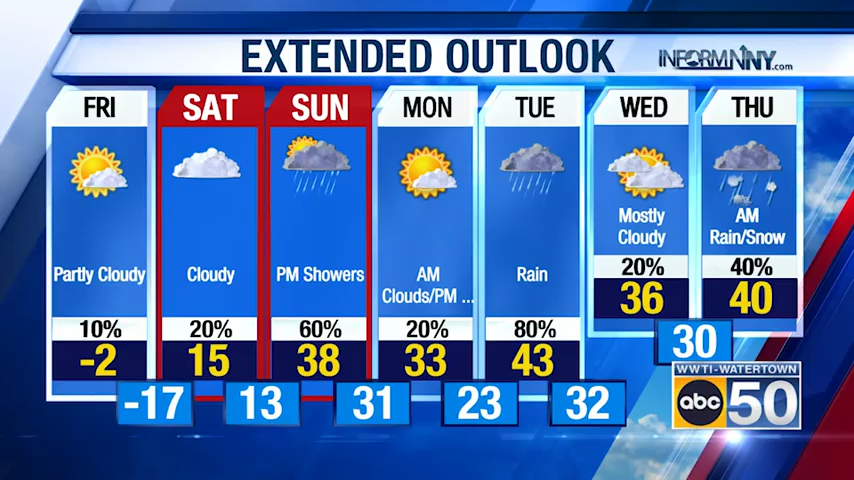 EXTENDED OUTLOOK
INFORMNNY.com
FRI
SAT
SUN
MON
TUE
WED
THU
Partly Cloudy
Cloudy
PM Showers
AM
Clouds/PM ...
Rain
Mostly
Cloudy
AM
Rain/Snow
10%
20%
60%
20%
80%
20%
40%
-2
15
38
33
43
36
40
-17
13
31
23
32
30
WWTI-WATERTOWN
abc
50